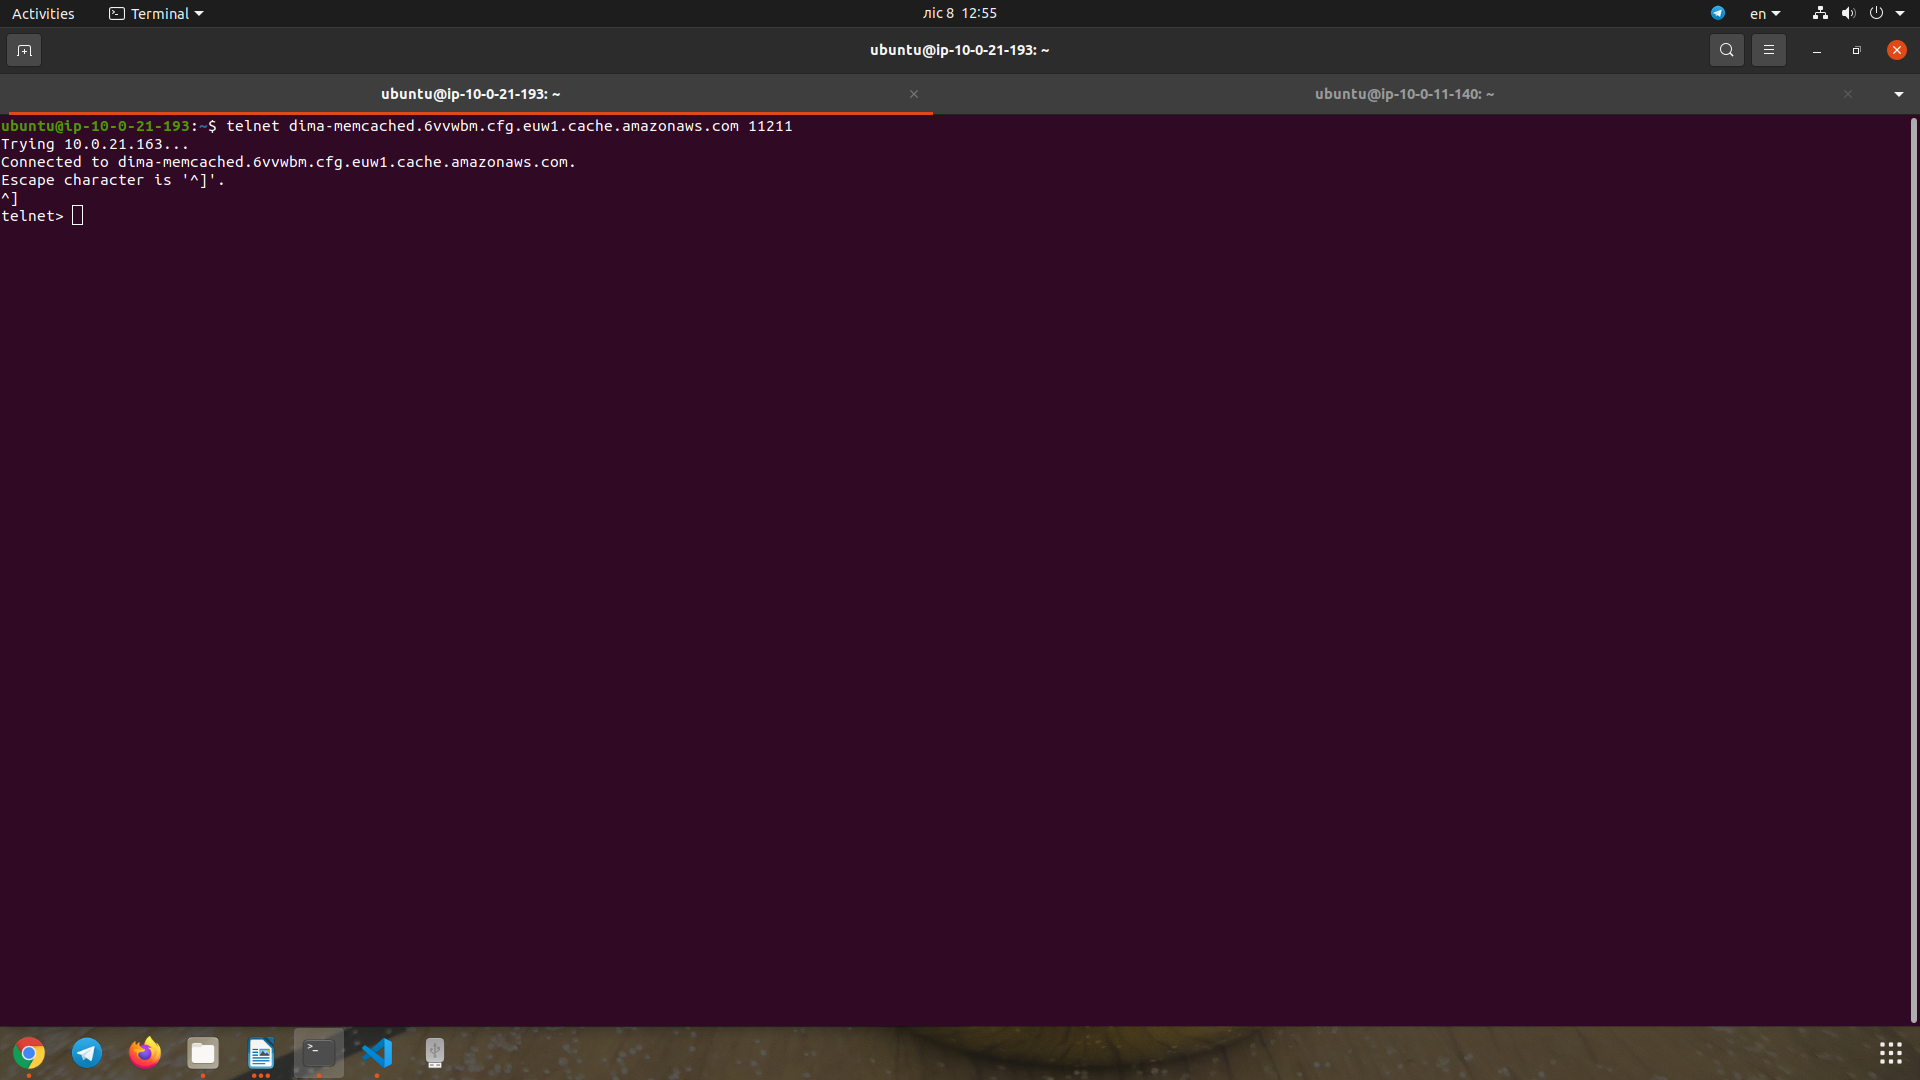 Activities
Terminal
ліс 8 12:55
en
ubuntu@ip-10-0-21-193: ~
ubuntu@ip-10-0-21-193: ~
ubuntu@ip-10-0-11-140: ~
ubuntu@ip-10-0-21-193:~$ telnet dima-memcached.6vvwbm.cfg.euw1.cache.amazonaws.com 11211
Trying 10.0.21.163...
Connected to dima-memcached.6vvwbm.cfg.euw1.cache.amazonaws.com.
Escape character is '^]'.
^]
telnet>